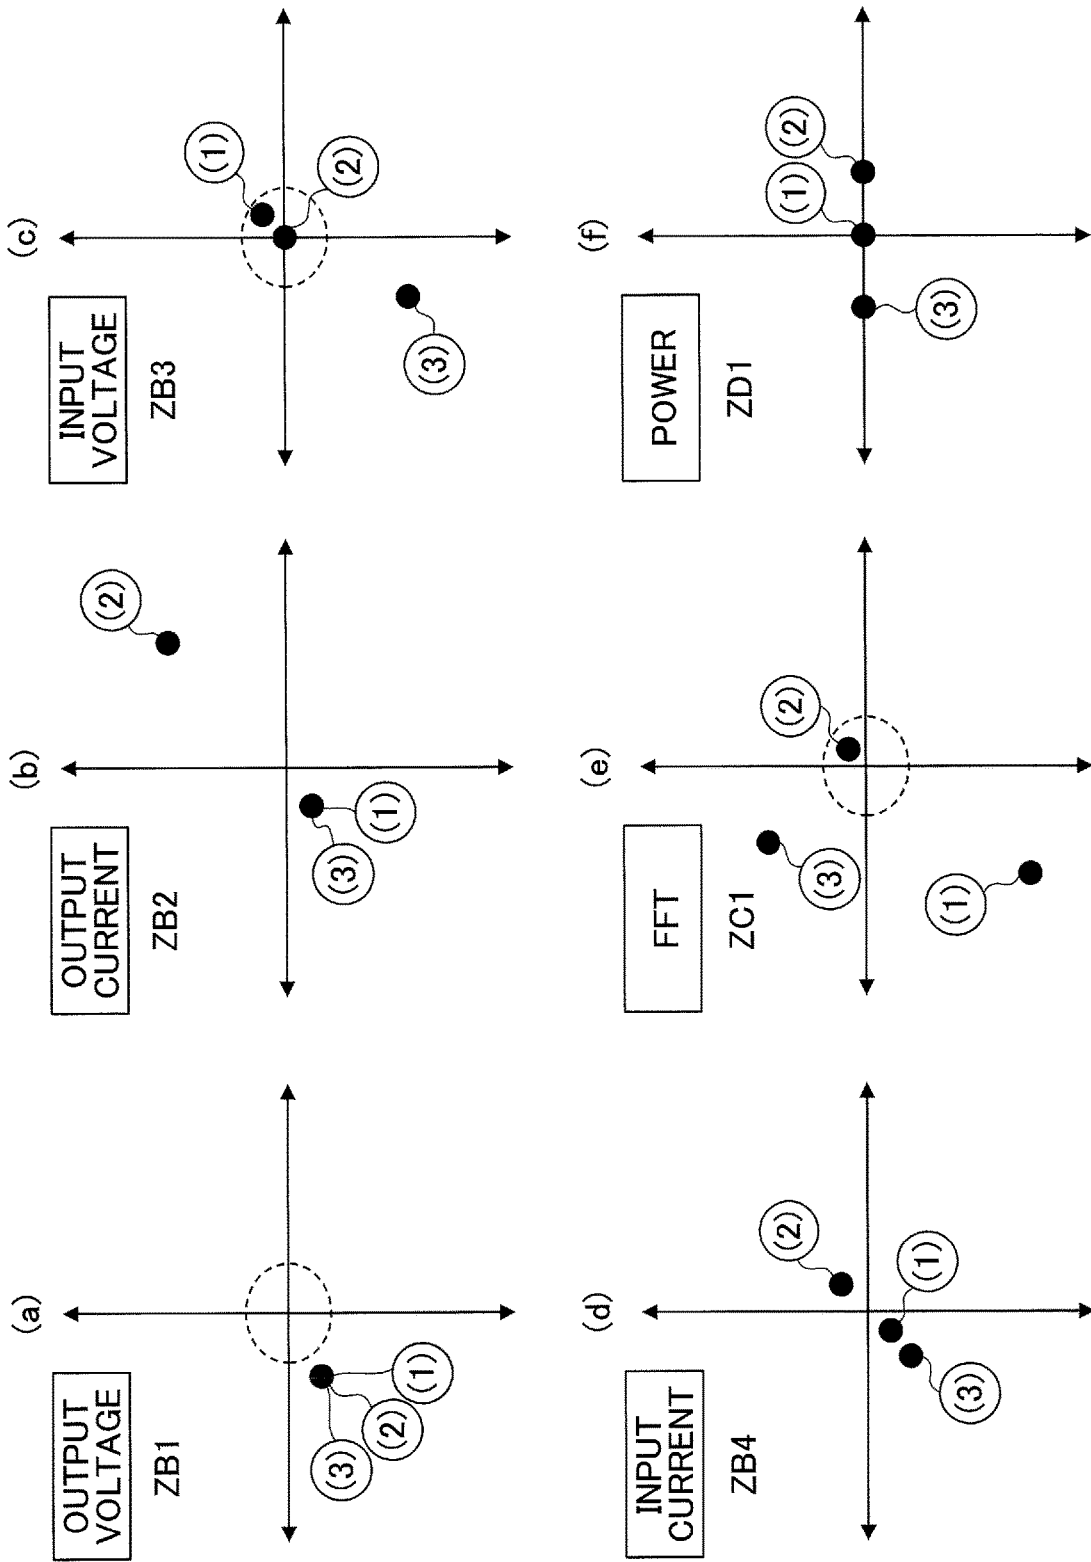 (a)
OUTPUT
VOLTAGE
ZB1
(3)
(2)
(1)
(b)
OUTPUT
CURRENT
ZB2
(2)
(3)
(1)
(c)
INPUT
VOLTAGE
ZB3
(1)
(2)
(3)
(d)
INPUT
CURRENT
ZB4
(2)
(1)
(3)
(e)
FFT
ZC1
(2)
(3)
(1)
(f)
POWER
ZD1
(2)
(1)
(3)